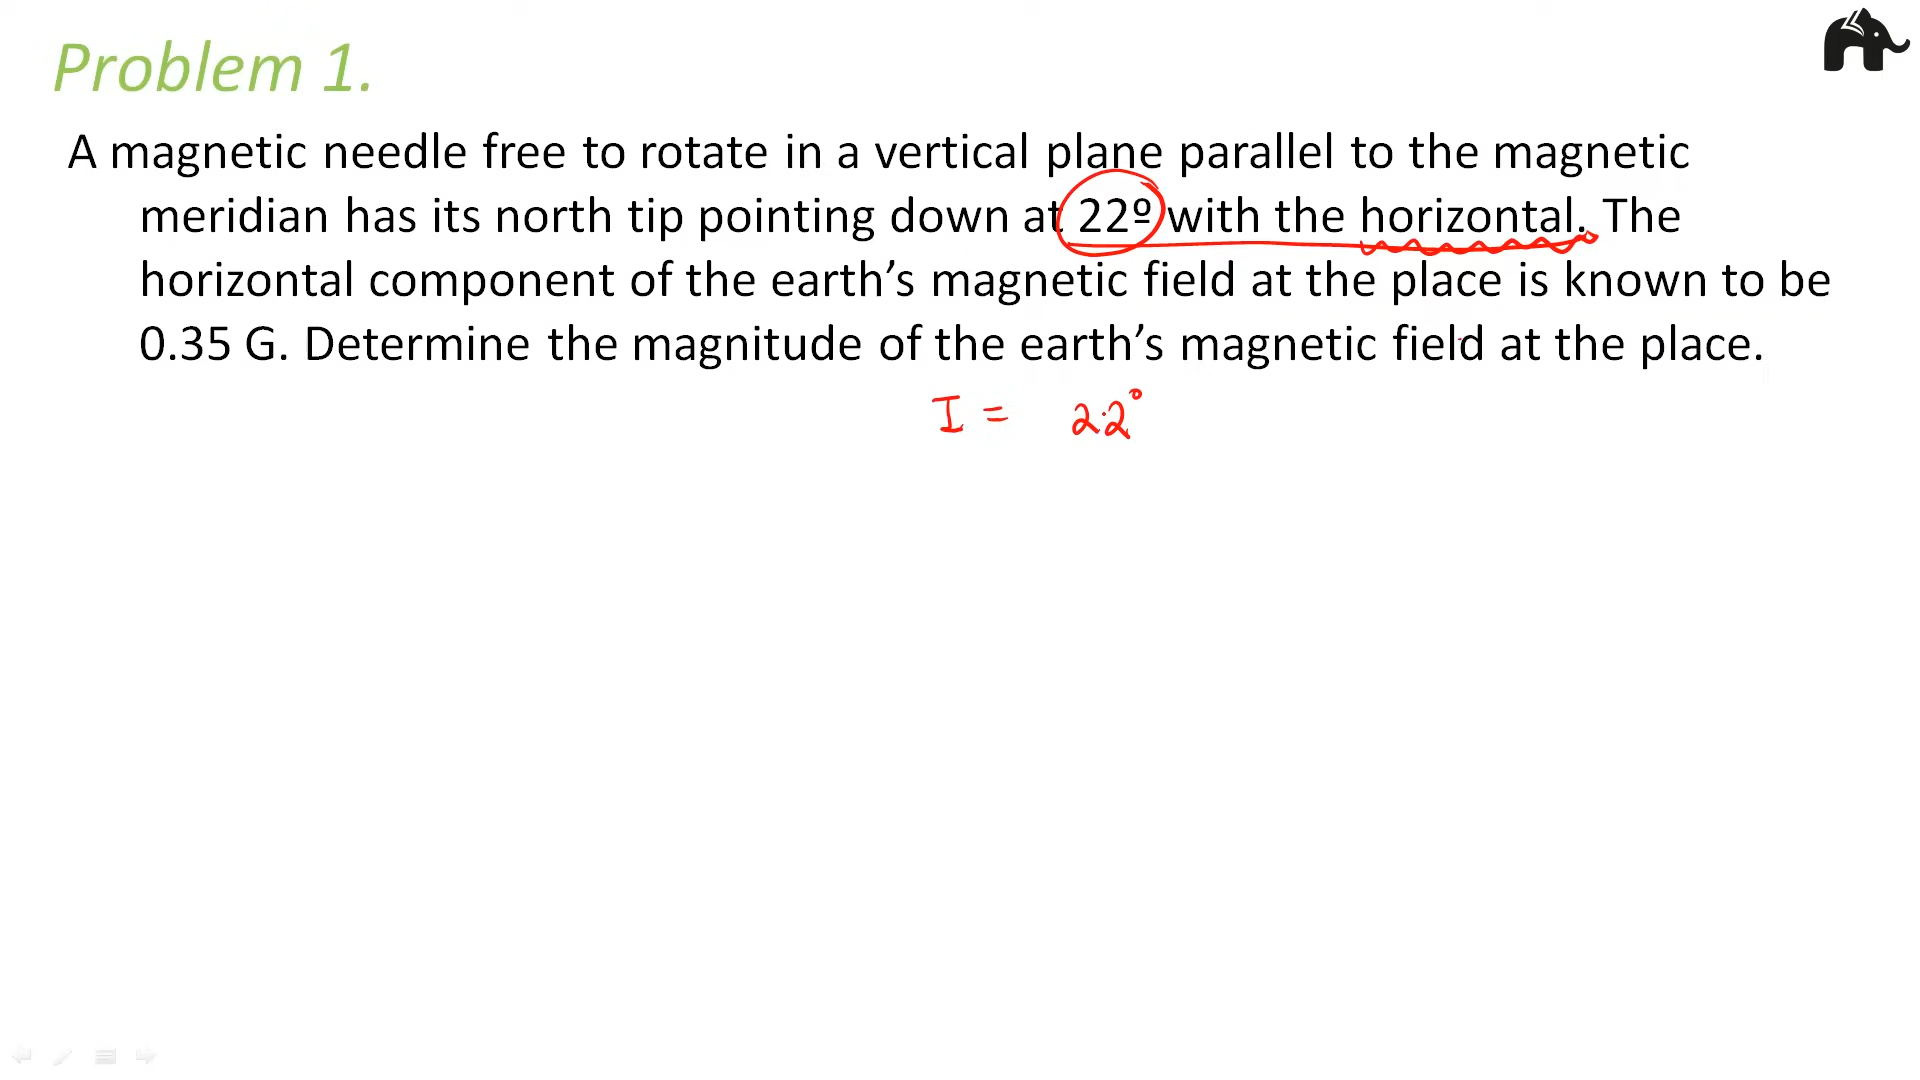 Problem 1.
A magnetic needle free to rotate in a vertical plane parallel to the magnetic
meridian has its north tip pointing down at 22º with the horizontal. The
horizontal component of the earth’s magnetic field at the place is known to be
0.35 G. Determine the magnitude of the earth’s magnetic field at the place.
I = 22°